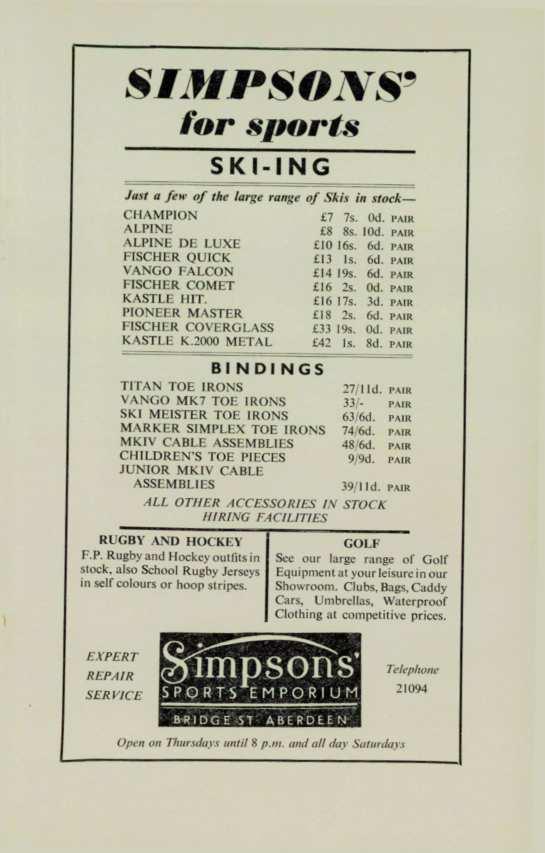 SIMPSONS'
for sports
SKI-ING
Just a few of the large range of Skis in stock—
CHAMPION £7 7s. 0d. PAIR
ALPINE £8 8s. 10d. PAIR
ALPINE DE LUXE £10 16s. 6d. PAIR
FISCHER QUICK £13 1s. 6d. PAIR
VANGO FALCON £14 19s. 6d. PAIR
FISCHER COMET £16 2s. 0d. PAIR
KASTLE HIT. £16 17s. 3d. PAIR
PIONEER MASTER £18 2s. 6d. PAIR
FISCHER COVERGLASS £33 19s. 0d. PAIR
KASTLE K.2000 METAL £42 1s. 8d. PAIR
BINDINGS
TITAN TOE IRONS 27/11d. PAIR
VANGO MK7 TOE IRONS 33/- PAIR
SKI MEISTER TOE IRONS 63/6d. PAIR
MARKER SIMPLEX TOE IRONS 74/6d. PAIR
MKIV CABLE ASSEMBLIES 48/6d. PAIR
CHILDREN'S TOE PIECES 9/9d. PAIR
JUNIOR MKIV CABLE
ASSEMBLIES 39/11d. PAIR
ALL OTHER ACCESSORIES IN STOCK
HIRING FACILITIES
RUGBY AND HOCKEY
F.P. Rugby and Hockey outfits in
stock, also School Rugby Jerseys
in self colours or hoop stripes.
GOLF
See our large range of Golf
Equipment at your leisure in our
Showroom. Clubs, Bags, Caddy
Cars, Umbrellas, Waterproof
Clothing at competitive prices.
EXPERT
REPAIR
SERVICE
Simpsons'
SPORTS EMPORIUM
BRIDGE ST ABERDEEN
Telephone
21094
Open on Thursdays until 8 p.m. and all day Saturdays